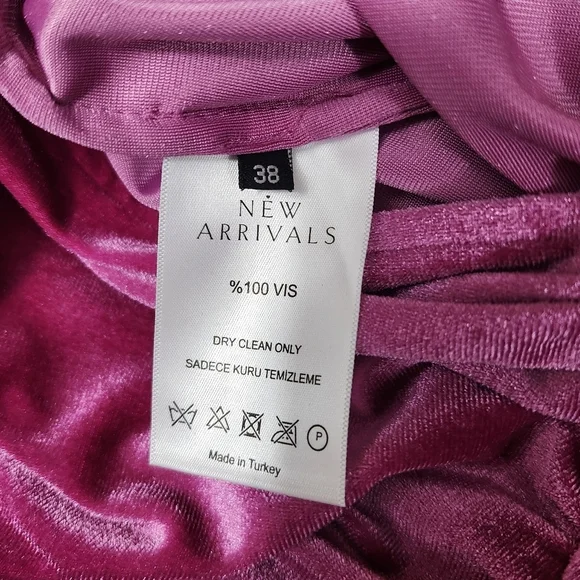 38
NEW
ARRIVALS
%100 VIS
DRY CLEAN ONLY
SADECE KURU TEMİZLEME
P
Made in Turkey